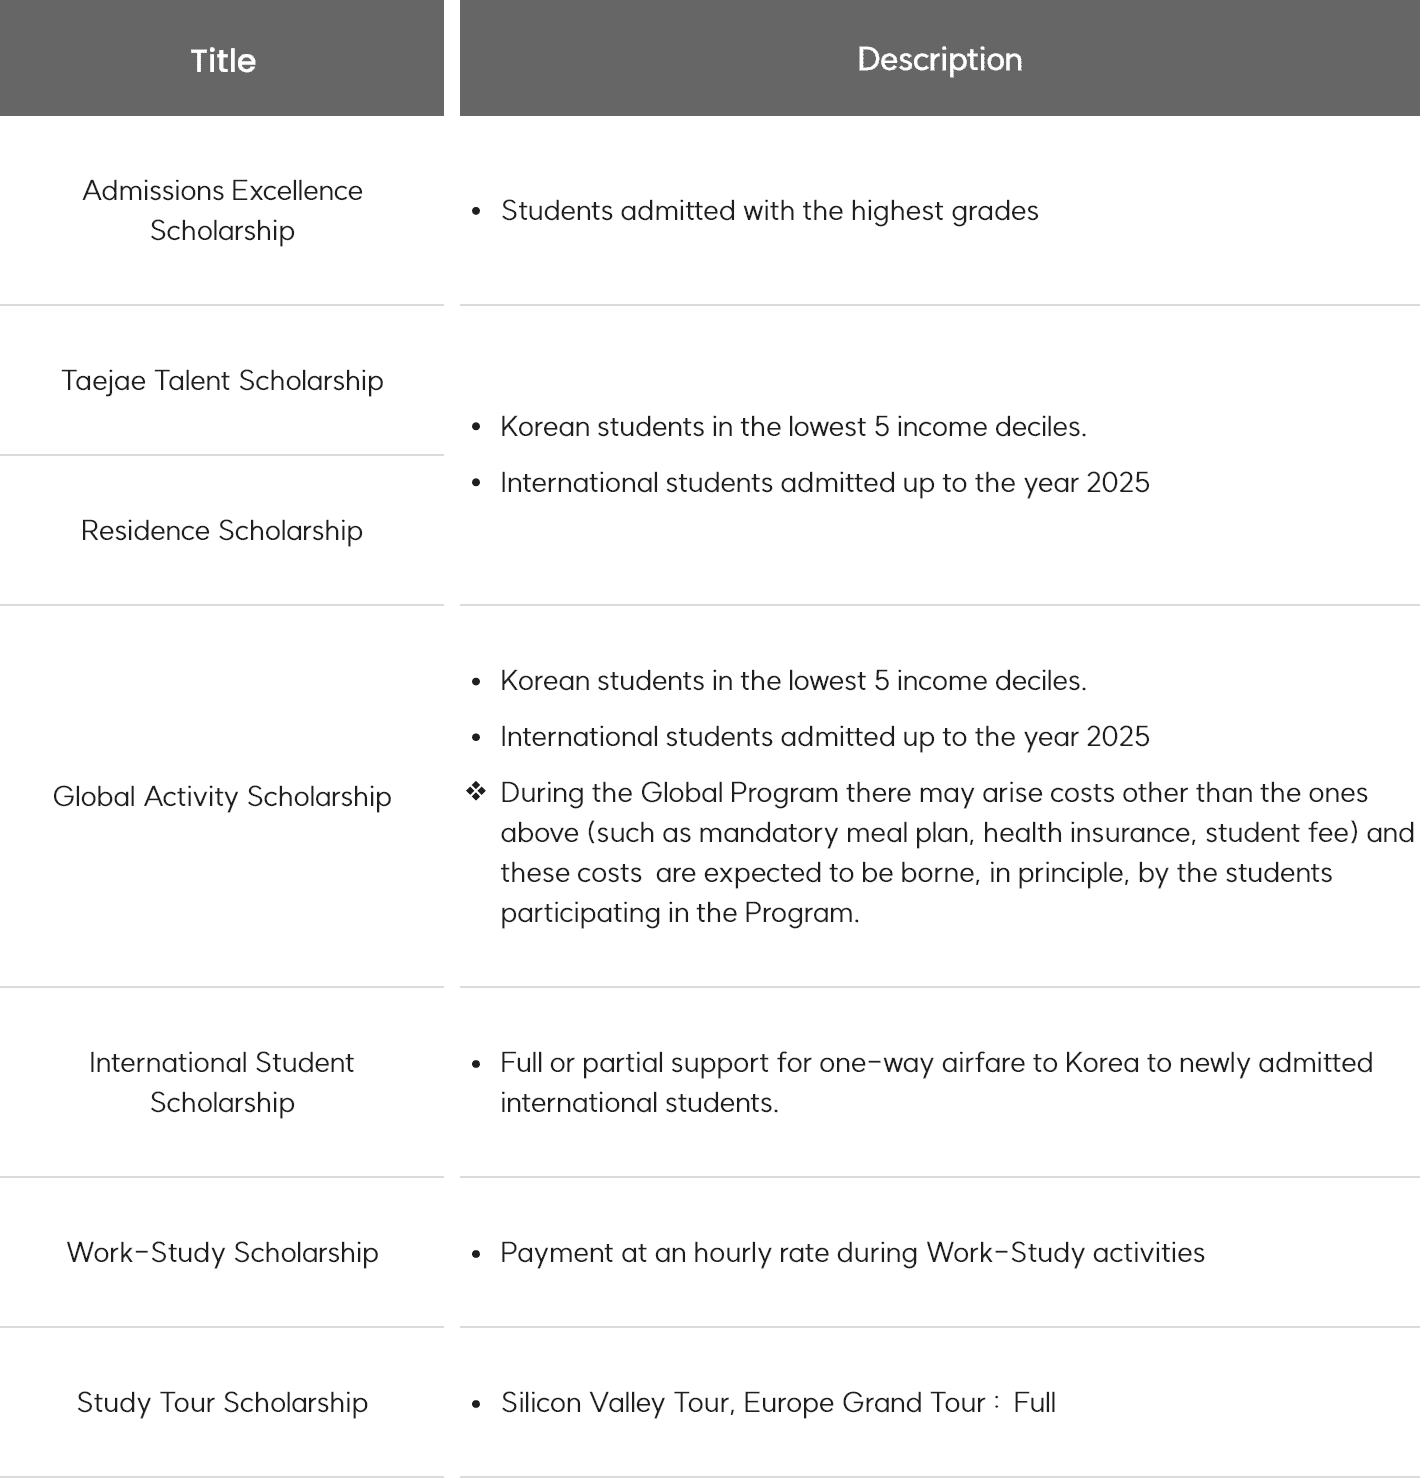 Title
Description
Admissions Excellence
Scholarship
• Students admitted with the highest grades
Taejae Talent Scholarship
Residence Scholarship
• Korean students in the lowest 5 income deciles.
• International students admitted up to the year 2025
Global Activity Scholarship
• Korean students in the lowest 5 income deciles.
• International students admitted up to the year 2025
❖ During the Global Program there may arise costs other than the ones
above (such as mandatory meal plan, health insurance, student fee) and
these costs are expected to be borne, in principle, by the students
participating in the Program.
International Student
Scholarship
• Full or partial support for one-way airfare to Korea to newly admitted
international students.
Work-Study Scholarship
• Payment at an hourly rate during Work-Study activities
Study Tour Scholarship
• Silicon Valley Tour, Europe Grand Tour : Full